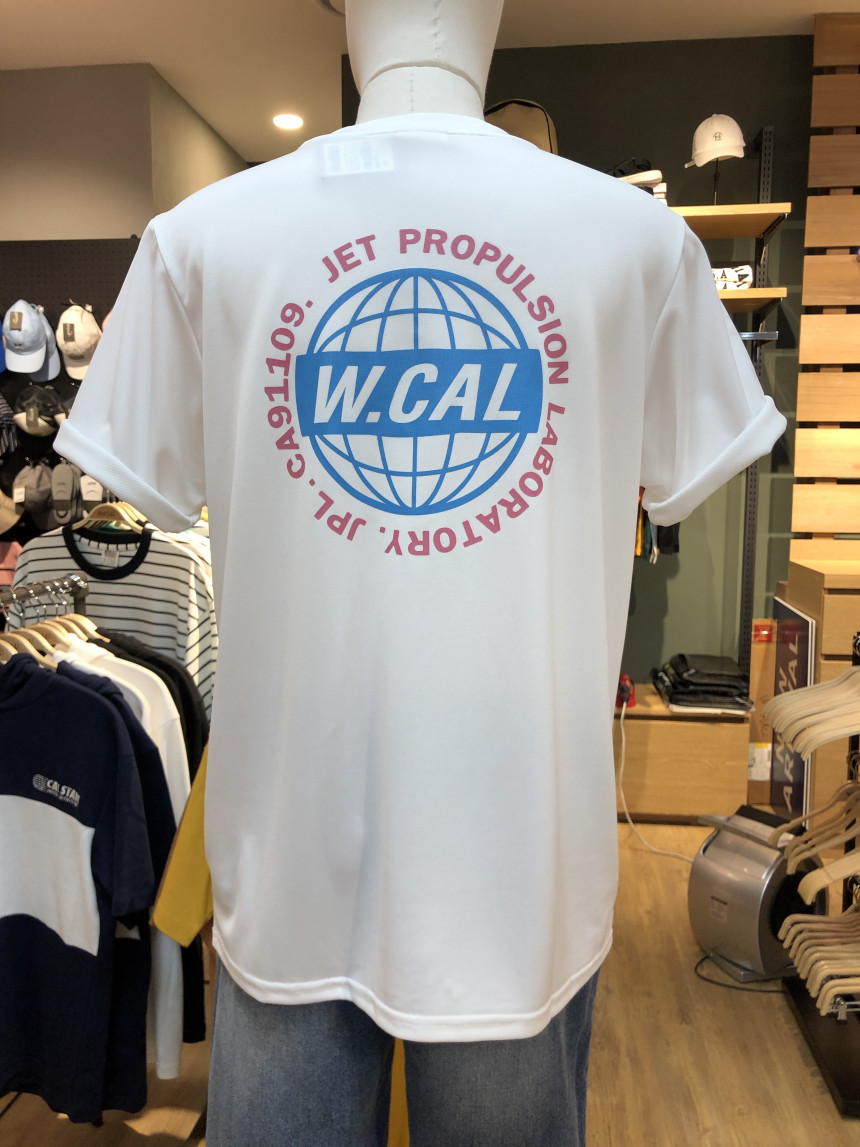 JET PROPULSION LABORATORY. JPL. CA91109.
W.CAL